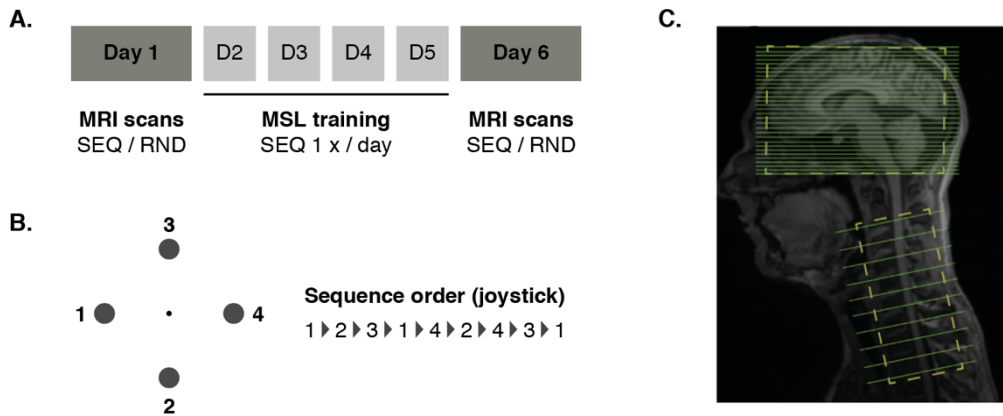 A.
Day 1 D2 D3 D4 D5 Day 6
MRI scans MSL training MRI scans
SEQ / RND SEQ 1 x / day SEQ / RND
B.
3
1 4
2
Sequence order (joystick)
1 ▸ 2 ▸ 3 ▸ 1 ▸ 4 ▸ 2 ▸ 4 ▸ 3 ▸ 1
C.